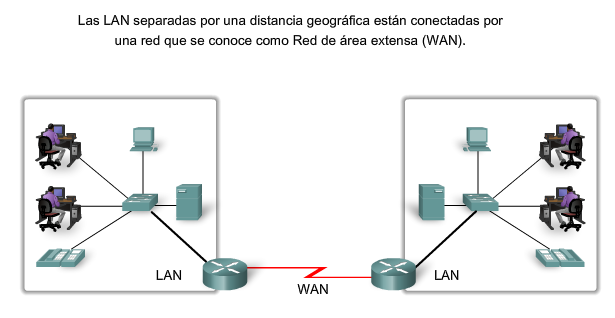 Las LAN separadas por una distancia geográfica están conectadas por
una red que se conoce como Red de área extensa (WAN).
LAN
WAN
LAN